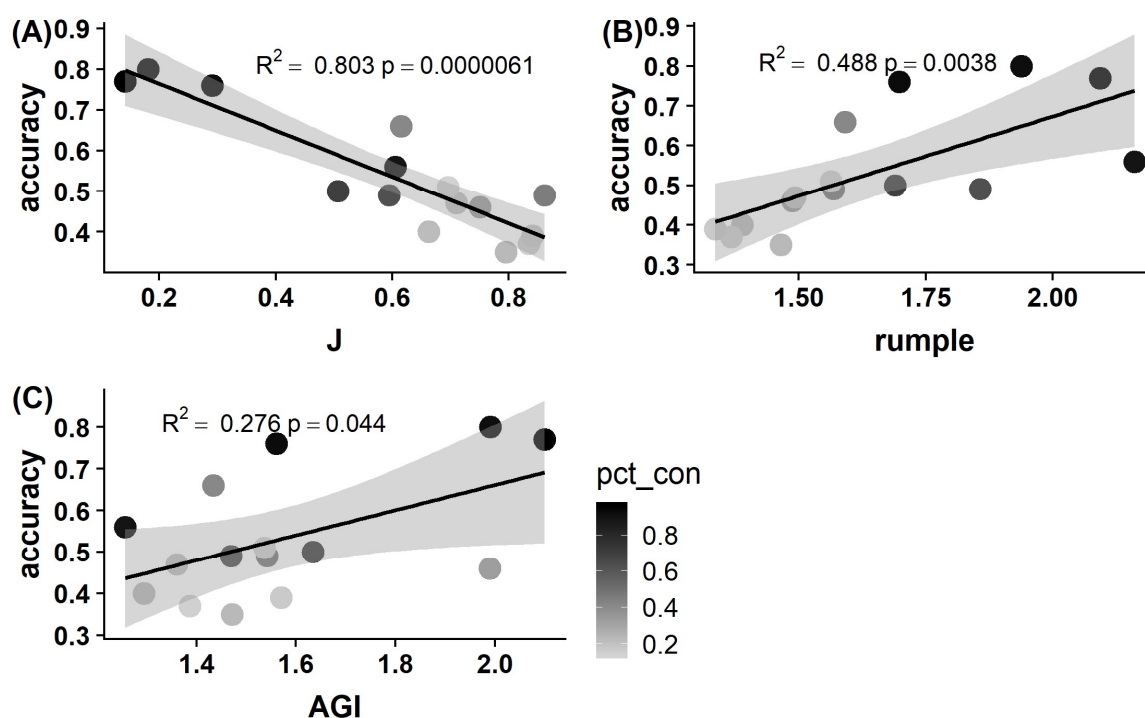 (A)
0.9
0.8
0.7
0.6
0.5
0.4
accuracy
R² = 0.803 p = 0.0000061
0.2 0.4 0.6 0.8
J
(B)
0.9
0.8
0.7
0.6
0.5
0.4
0.3
accuracy
R² = 0.488 p = 0.0038
1.50 1.75 2.00
rumple
(C)
0.8
0.7
0.6
0.5
0.4
0.3
accuracy
R² = 0.276 p = 0.044
1.4 1.6 1.8 2.0
AGI
pct_con
0.8
0.6
0.4
0.2